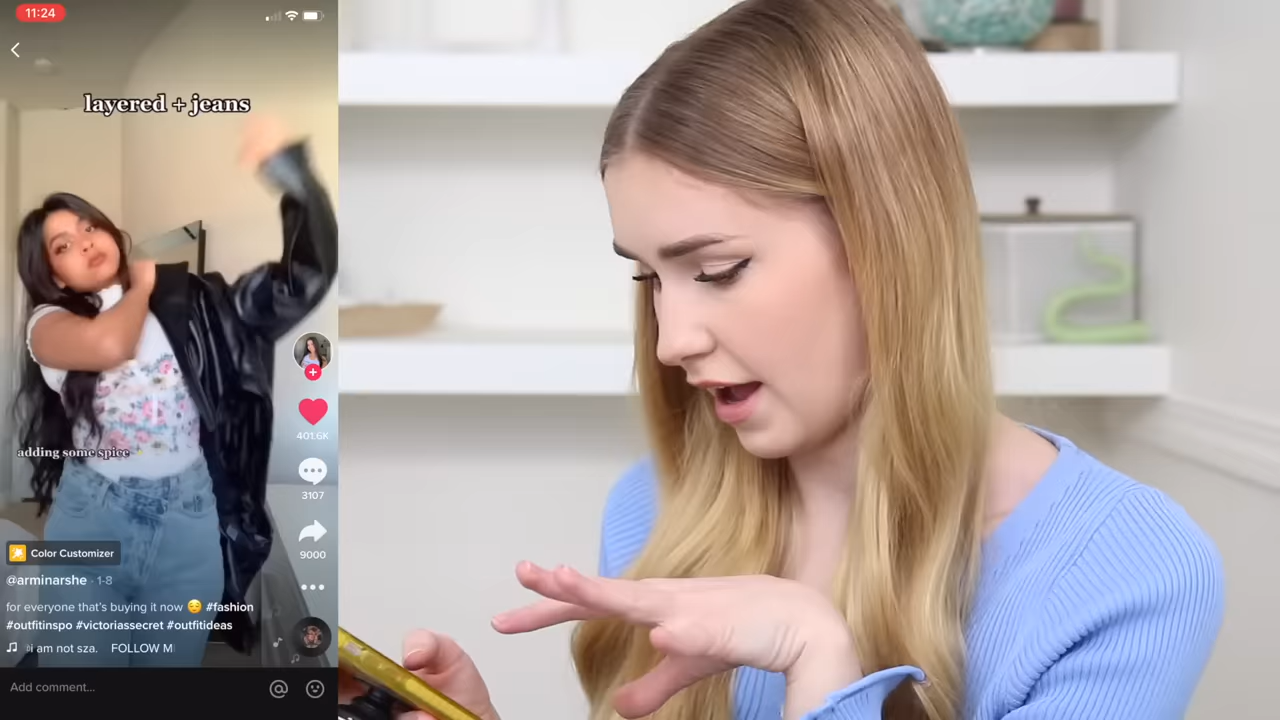 11:24
layered + jeans
401.6K
adding some spice
3107
9000
Color Customizer
@arminarshe · 1-8
for everyone that's buying it now 😔 #fashion
#outfitinspo #victoriassecret #outfitideas
i am not sza. FOLLOW M
Add comment...